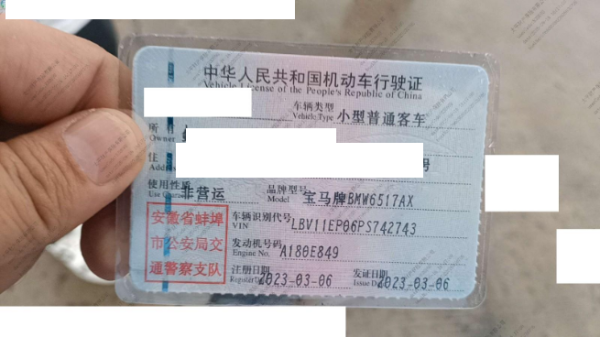 中华人民共和国机动车行驶证
Vehicle License of the People's Republic of China
车辆类型
Vehicle Type 小型普通客车
所
Owner
住
使用性质 非营运
品牌型号
Model 宝马牌BMW6517AX
安徽省蚌埠
市公安局交
通警察支队
车辆识别代号
VIN LBV11EP06PS742743
发动机号码
Engine No. A180E849
注册日期 2023-03-06
发证日期
Issue 2023-03-06